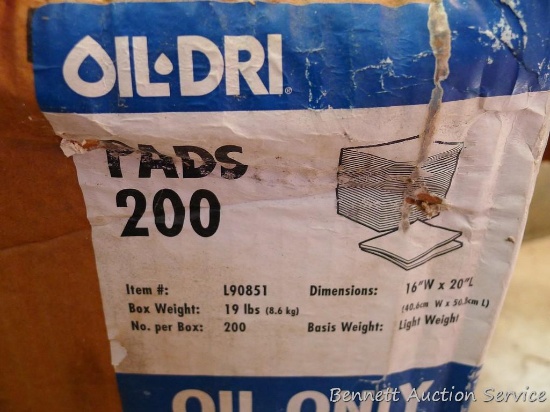 OIL·DRI®
PADS
200
Item #: L90851 Dimensions: 16"W x 20"L
Box Weight: 19 lbs (8.6 kg) (40.6cm W x 50.8cm L)
No. per Box: 200 Basis Weight: Light Weight
OIL ONLY
Bennett Auction Service